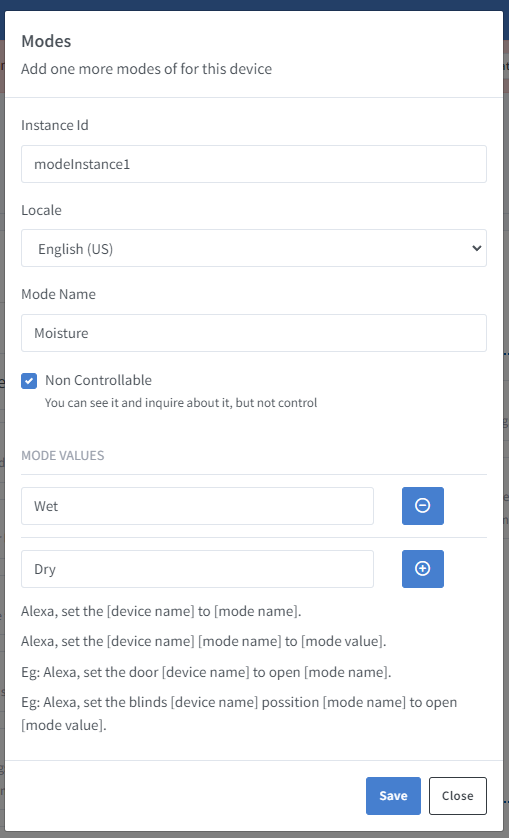 Modes
Add one more modes of for this device
Instance Id
modeInstance1
Locale
English (US)
Mode Name
Moisture
Non Controllable
You can see it and inquire about it, but not control
MODE VALUES
Wet
Dry
Alexa, set the [device name] to [mode name].
Alexa, set the [device name] [mode name] to [mode value].
Eg: Alexa, set the door [device name] to open [mode name].
Eg: Alexa, set the blinds [device name] possition [mode name] to open
[mode value].
Save
Close